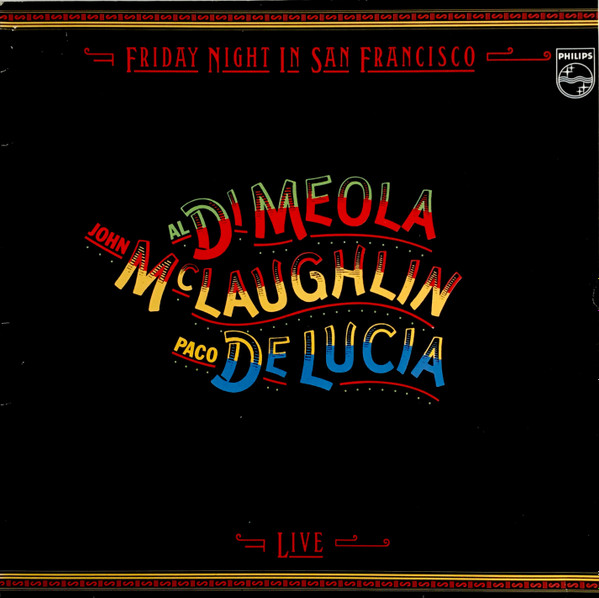 FRIDAY NIGHT IN SAN FRANCISCO
PHILIPS
AL DI MEOLA
JOHN McLAUGHLIN
PACO DE LUCIA
LIVE